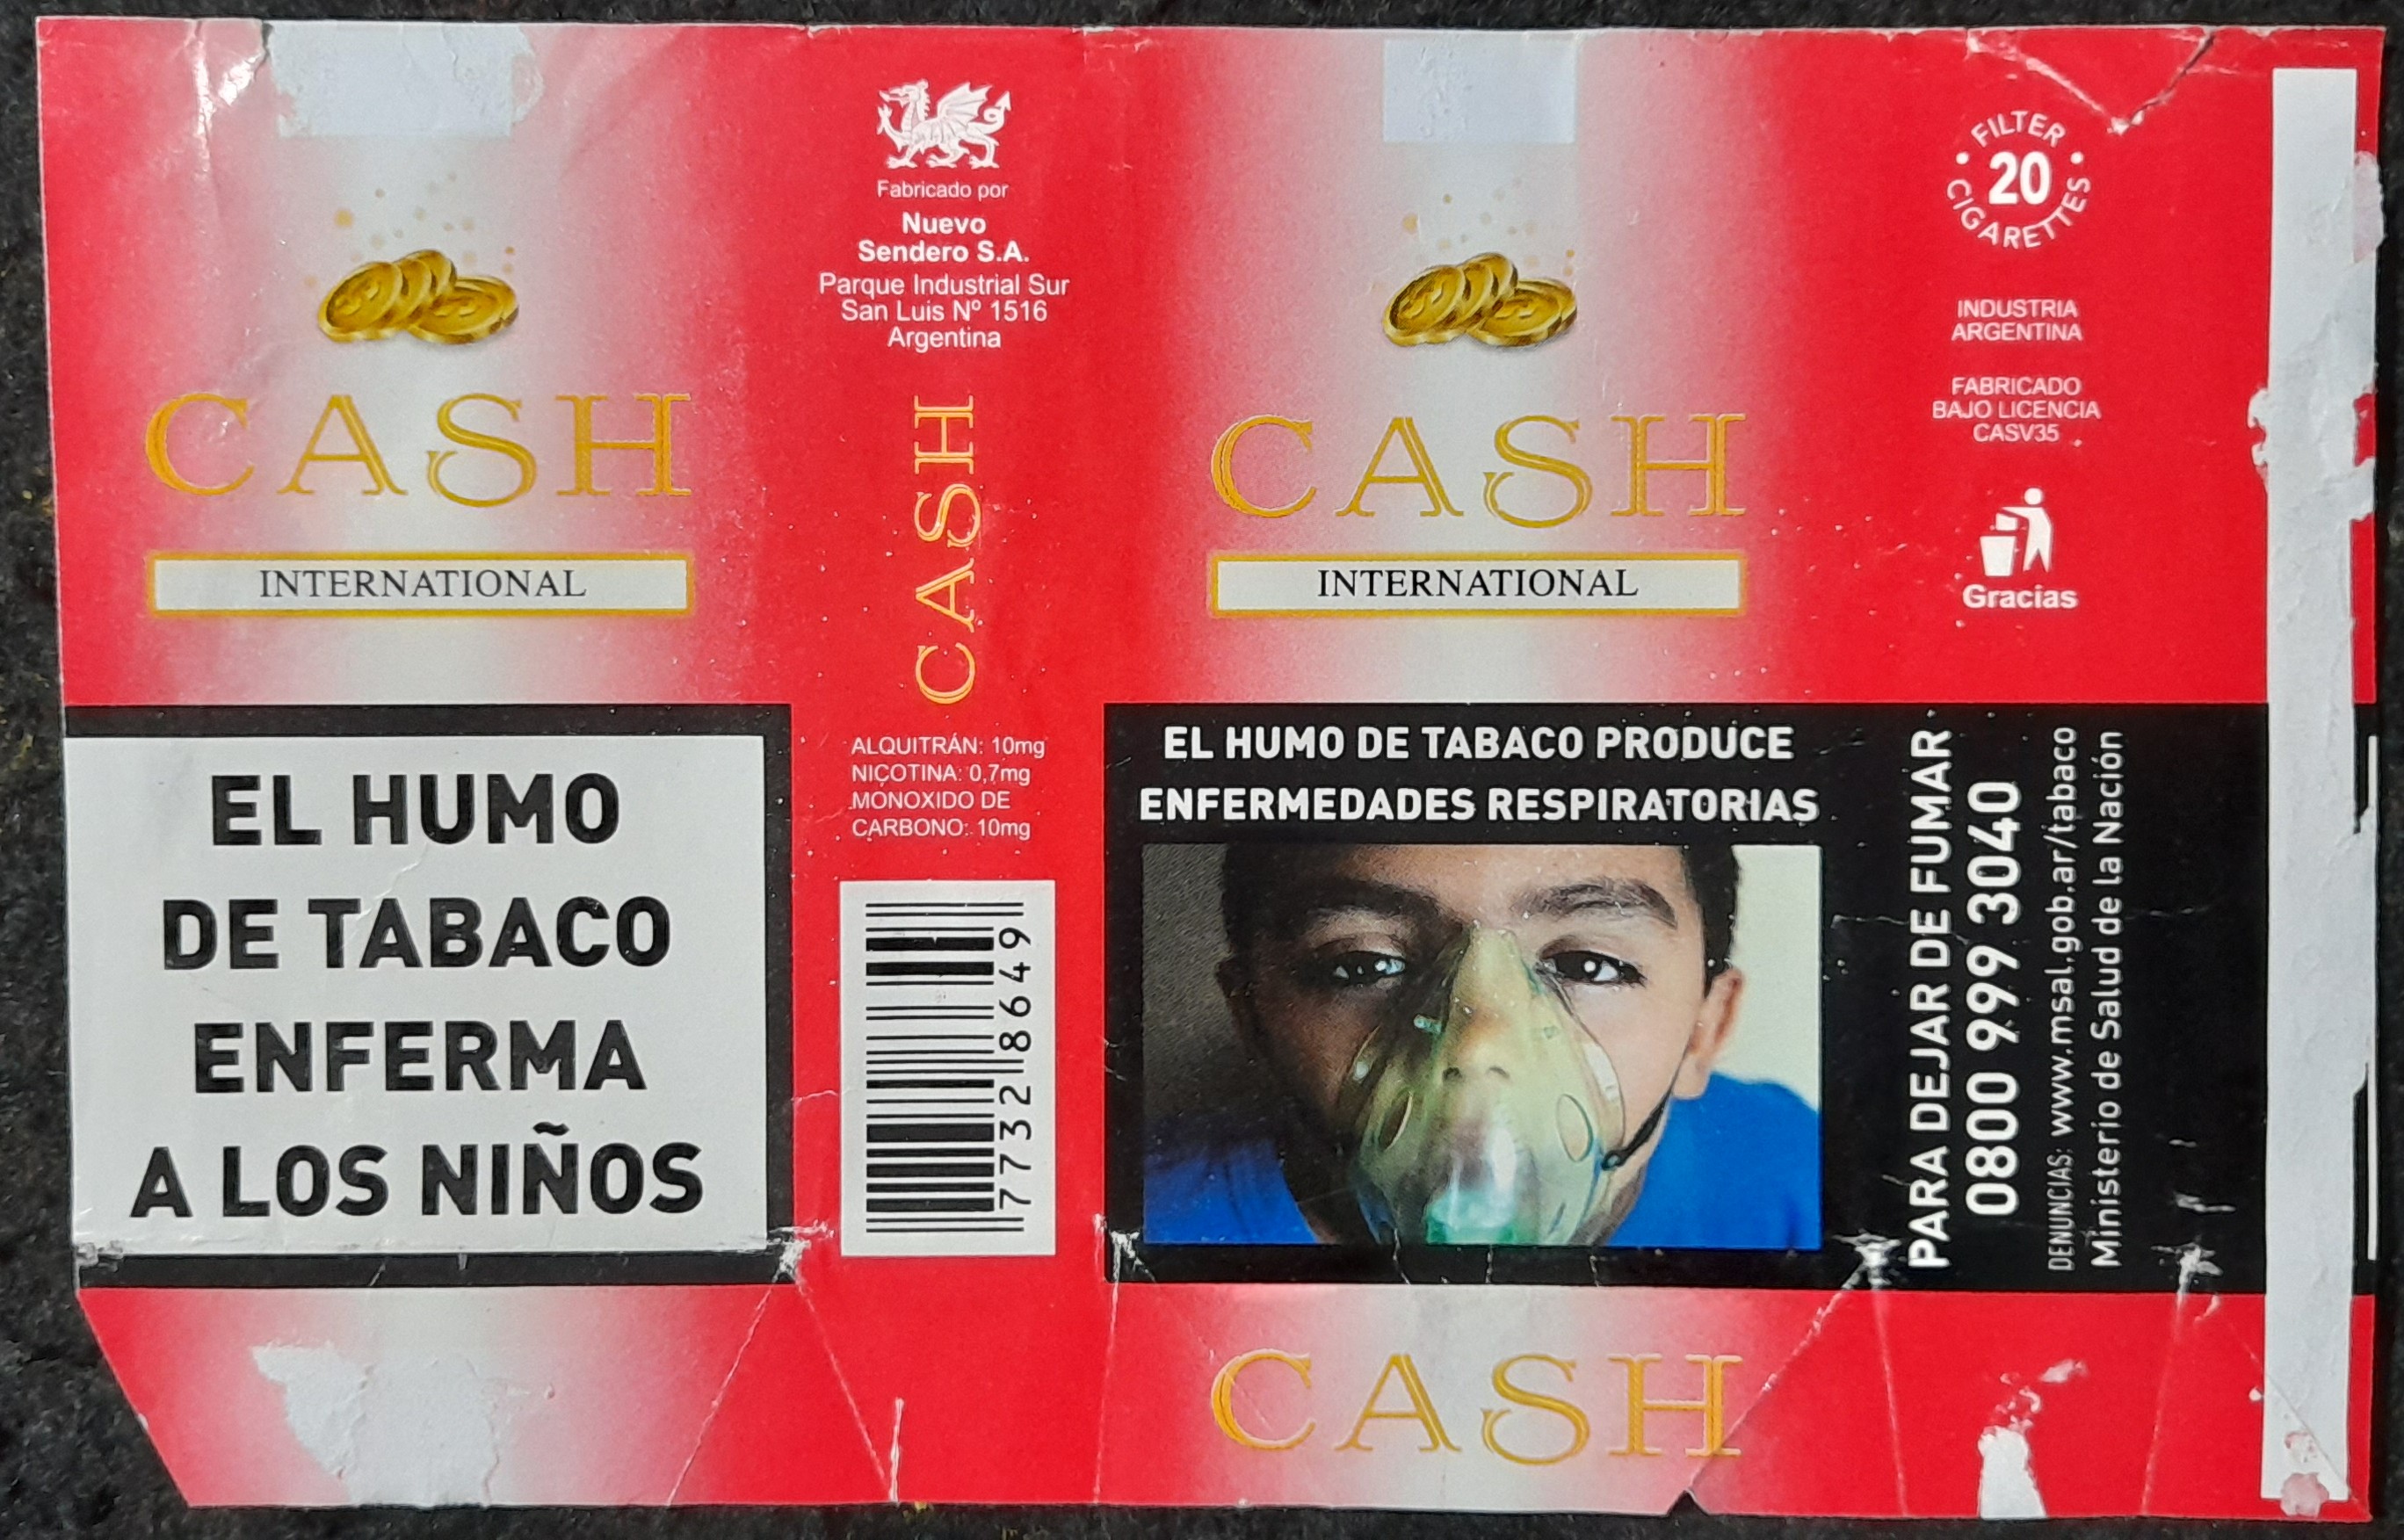 CASH
INTERNATIONAL
EL HUMO
DE TABACO
ENFERMA
A LOS NIÑOS
Fabricado por
Nuevo
Sendero S.A.
Parque Industrial Sur
San Luis Nº 1516
Argentina
CASH
ALQUITRÁN: 10mg
NICOTINA: 0,7mg
MONOXIDO DE
CARBONO: 10mg
77328649
CASH
INTERNATIONAL
EL HUMO DE TABACO PRODUCE
ENFERMEDADES RESPIRATORIAS
CASH
FILTER
20
CIGARETTES
INDUSTRIA
ARGENTINA
FABRICADO
BAJO LICENCIA
CASV35
Gracias
PARA DEJAR DE FUMAR
0800 999 3040
DENUNCIAS: www.msal.gob.ar/tabaco
Ministerio de Salud de la Nación